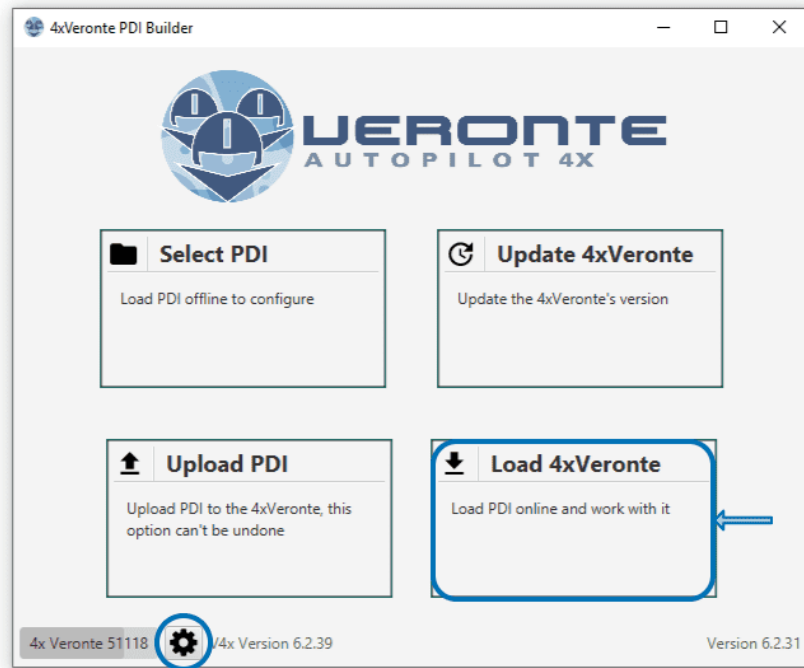 4xVeronte PDI Builder
VERONTE
AUTOPILOT 4X
Select PDI
Load PDI offline to configure
Update 4xVeronte
Update the 4xVeronte's version
Upload PDI
Upload PDI to the 4xVeronte, this
option can't be undone
Load 4xVeronte
Load PDI online and work with it
4x Veronte 51118
V4x Version 6.2.39
Version 6.2.31